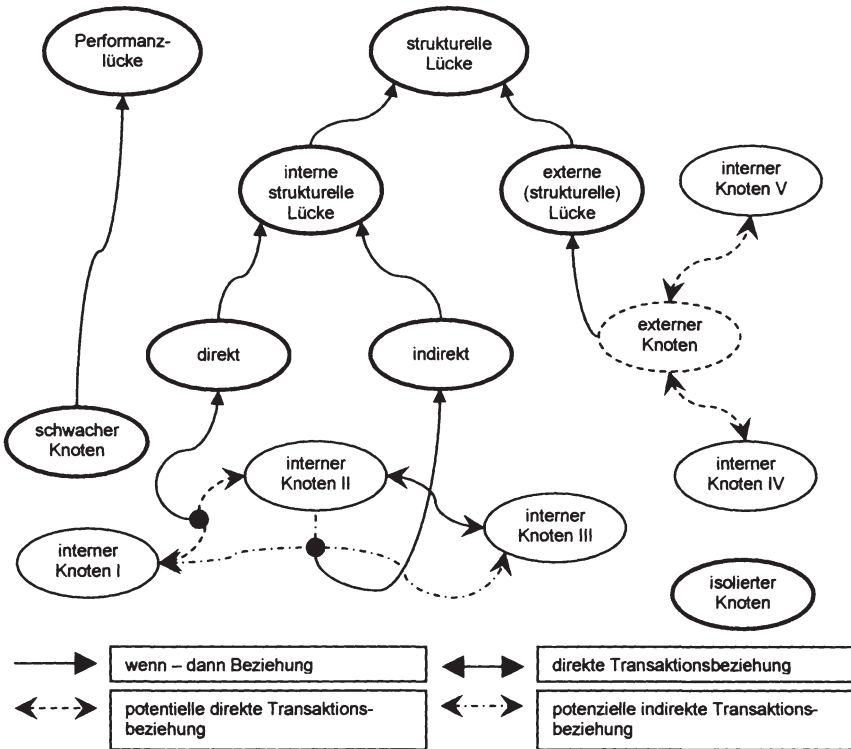 Performanz-
lücke
strukturelle
Lücke
interne
strukturelle
Lücke
externe
(strukturelle)
Lücke
interner
Knoten V
direkt
indirekt
externer
Knoten
schwacher
Knoten
interner
Knoten II
interner
Knoten IV
interner
Knoten III
interner
Knoten I
isolierter
Knoten
wenn – dann Beziehung
direkte Transaktionsbeziehung
potentielle direkte Transaktions-
beziehung
potenzielle indirekte Transaktions-
beziehung